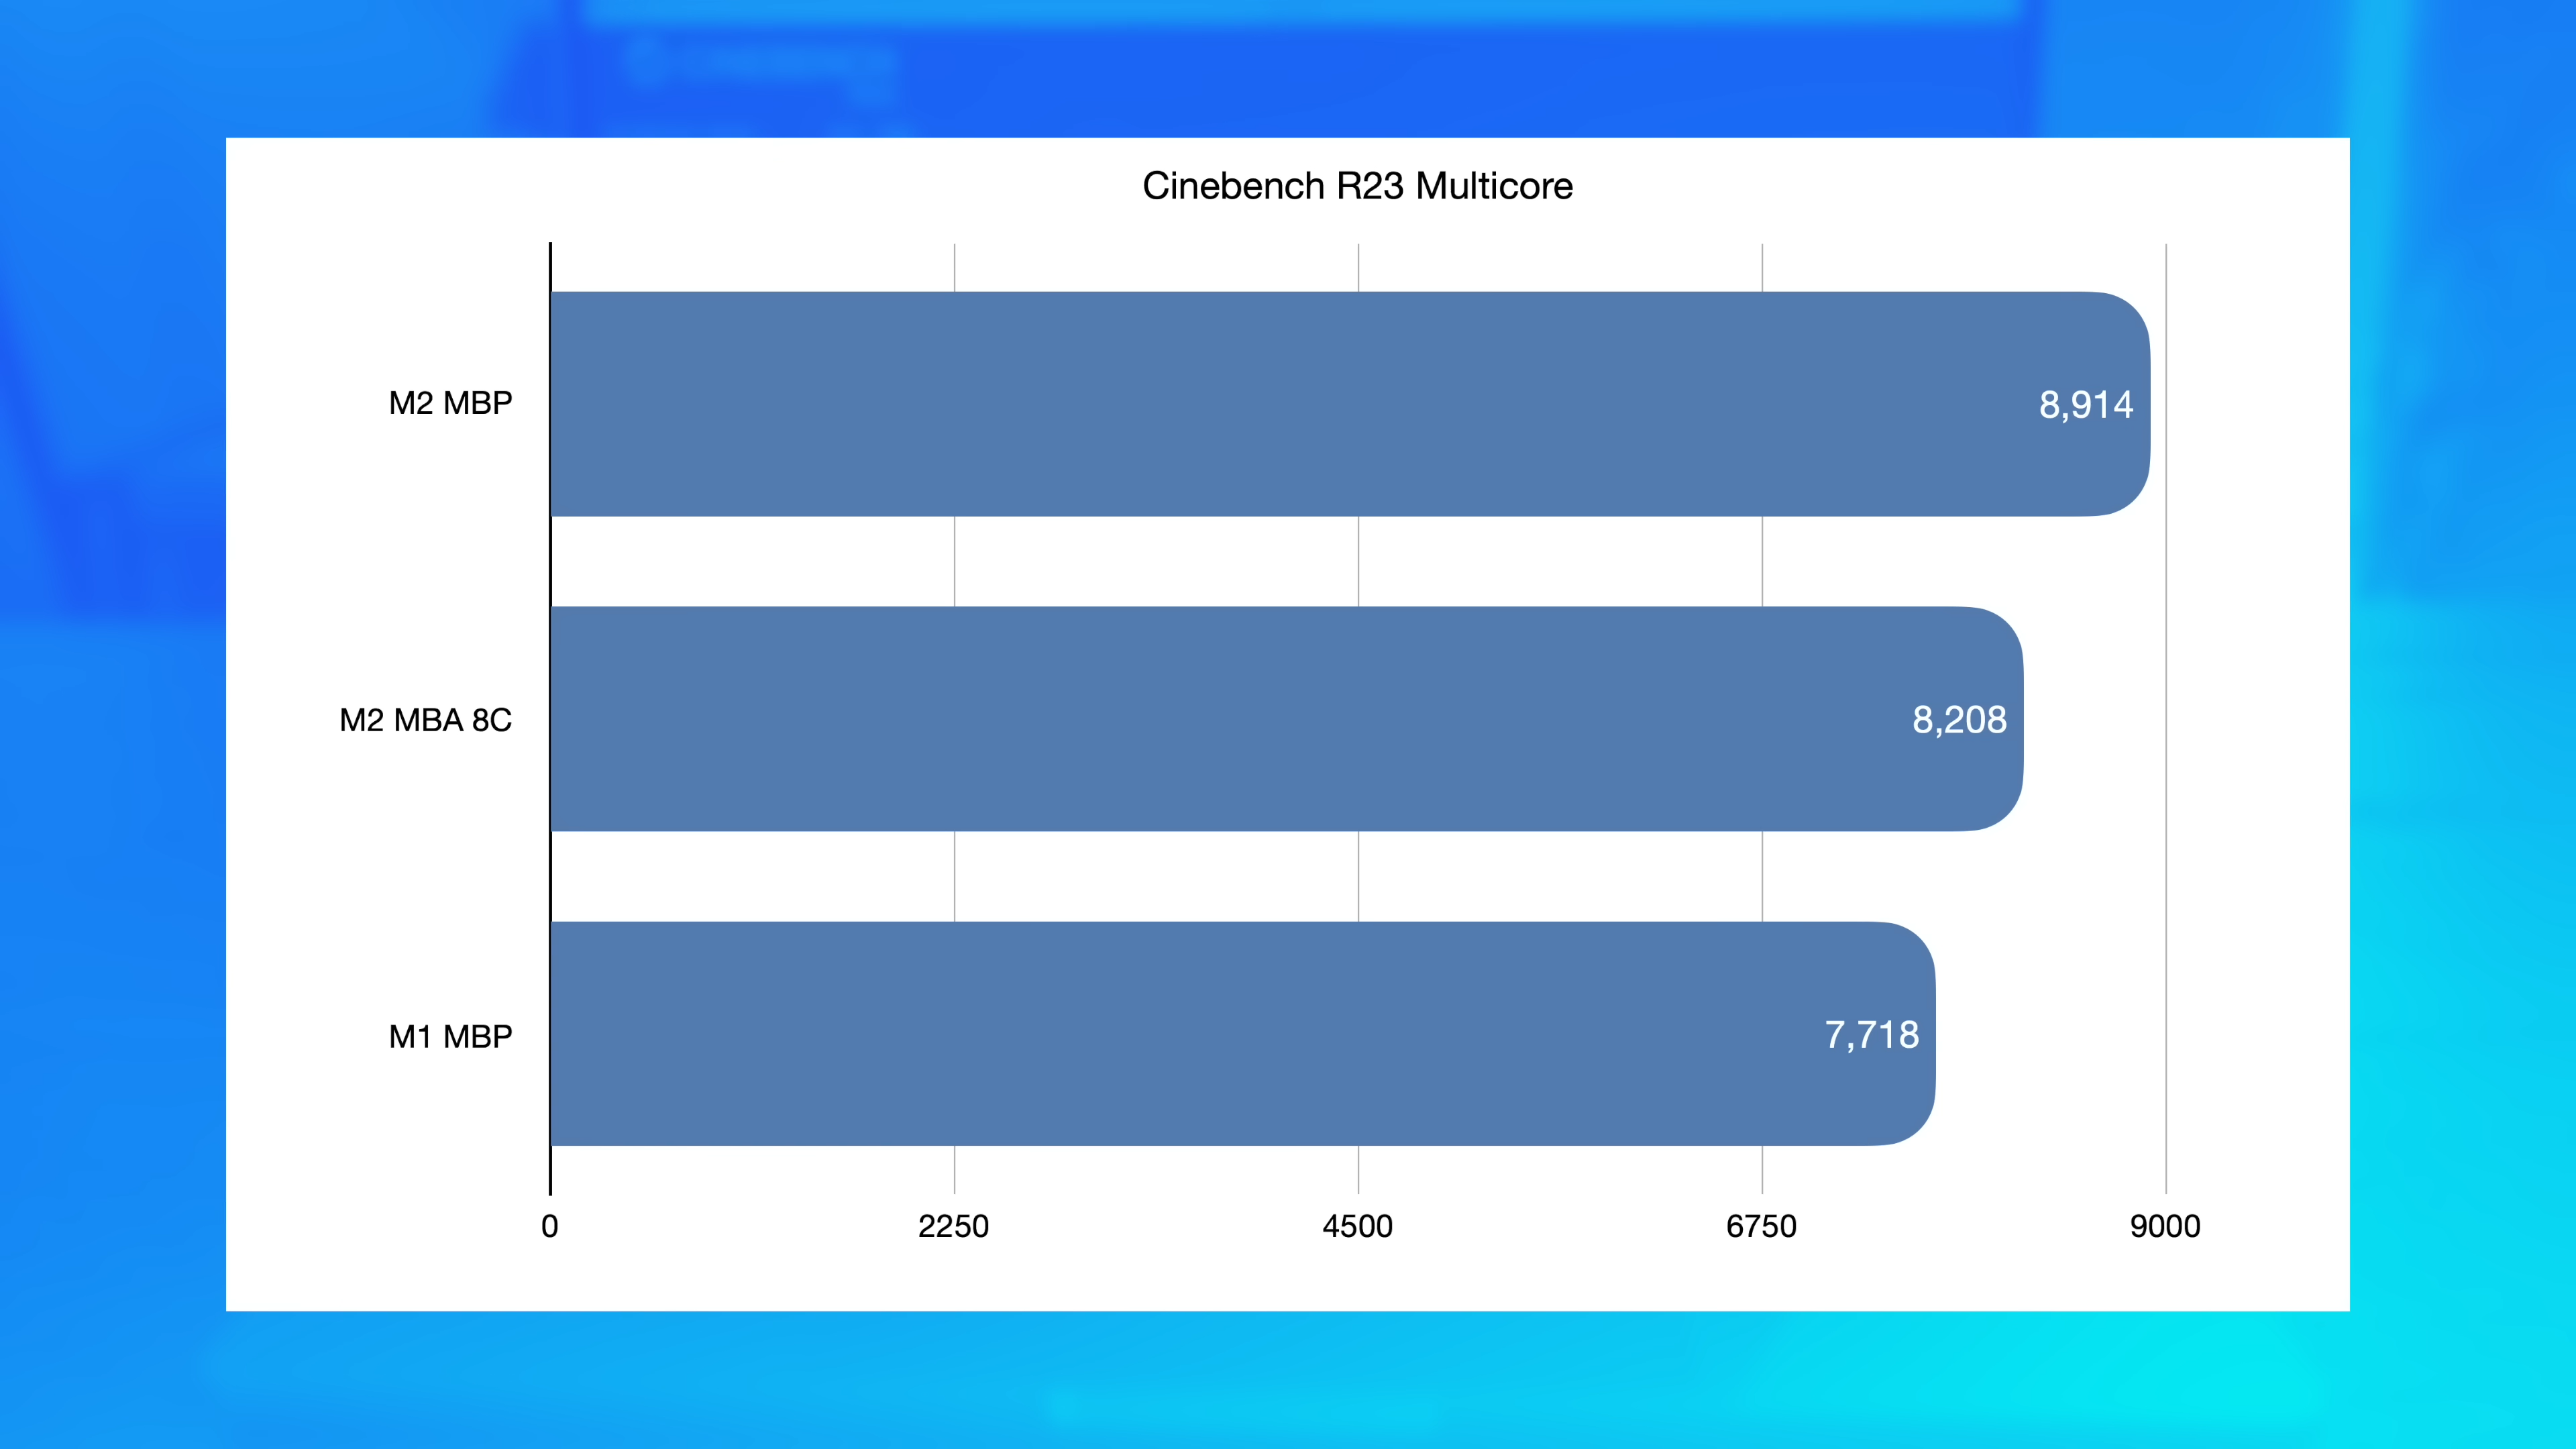 Cinebench R23 Multicore
M2 MBP
8,914
M2 MBA 8C
8,208
M1 MBP
7,718
0 2250 4500 6750 9000